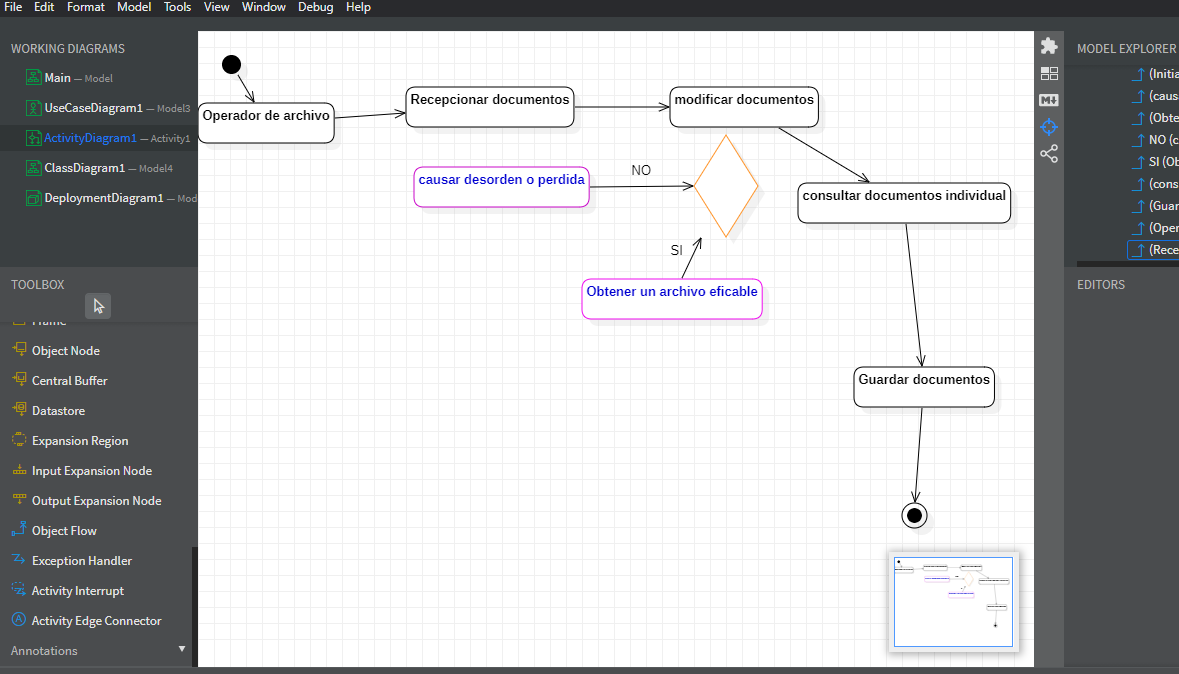 File Edit Format Model Tools View Window Debug Help
WORKING DIAGRAMS
Main — Model
UseCaseDiagram1 — Model3
ActivityDiagram1 — Activity1
ClassDiagram1 — Model4
DeploymentDiagram1 — Mod
TOOLBOX
Frame
Object Node
Central Buffer
Datastore
Expansion Region
Input Expansion Node
Output Expansion Node
Object Flow
Exception Handler
Activity Interrupt
Activity Edge Connector
Annotations
Operador de archivo
Recepcionar documentos
modificar documentos
causar desorden o perdida
NO
consultar documentos individual
SI
Obtener un archivo eficable
Guardar documentos
M
MODEL EXPLORER
(Initia
(caus
(Obte
NO (c
SI (Ob
(cons
(Guar
(Oper
(Rece
EDITORS